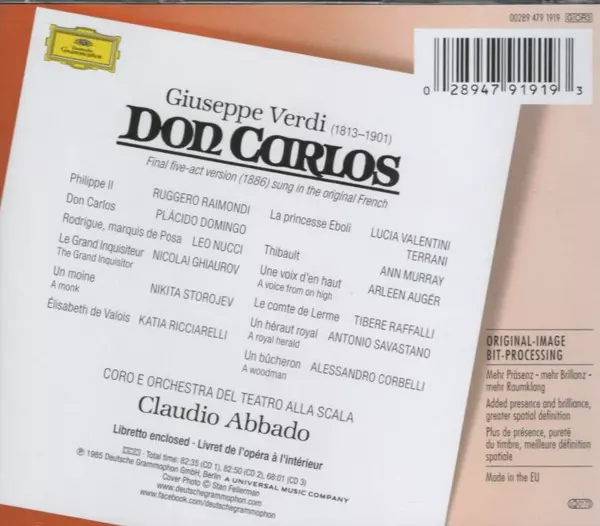 00289 479 1919 GOR3
0 28947 91919 3
Deutsche
Grammophon
Giuseppe Verdi (1813–1901)
DON CARLOS
Final five-act version (1886) sung in the original French
Philippe II RUGGERO RAIMONDI
Don Carlos PLÁCIDO DOMINGO
Rodrigue, marquis de Posa LEO NUCCI
Le Grand Inquisiteur NICOLAI GHIAUROV
The Grand Inquisitor
Un moine NIKITA STOROJEV
A monk
Élisabeth de Valois KATIA RICCIARELLI
La princesse Eboli LUCIA VALENTINI
TERRANI
Thibault ANN MURRAY
Une voix d'en haut ARLEEN AUGÉR
A voice from on high
Le comte de Lerme TIBERE RAFFALLI
Un héraut royal ANTONIO SAVASTANO
A royal herald
Un bûcheron ALESSANDRO CORBELLI
A woodman
CORO E ORCHESTRA DEL TEATRO ALLA SCALA
Claudio Abbado
Libretto enclosed · Livret de l'opéra à l'intérieur
DDD · Total time: 82:35 (CD 1), 82:50 (CD 2), 68:01 (CD 3)
℗ 1985 Deutsche Grammophon GmbH, Berlin A UNIVERSAL MUSIC COMPANY
Cover Photo © Stan Fellerman
www.deutschegrammophon.com
www.facebook.com/deutschegrammophon
ORIGINAL-IMAGE
BIT-PROCESSING
Mehr Präsenz - mehr Brillanz -
mehr Raumklang
Added presence and brilliance,
greater spatial definition
Plus de présence, pureté
du timbre, meilleure définition
spatiale
Made in the EU